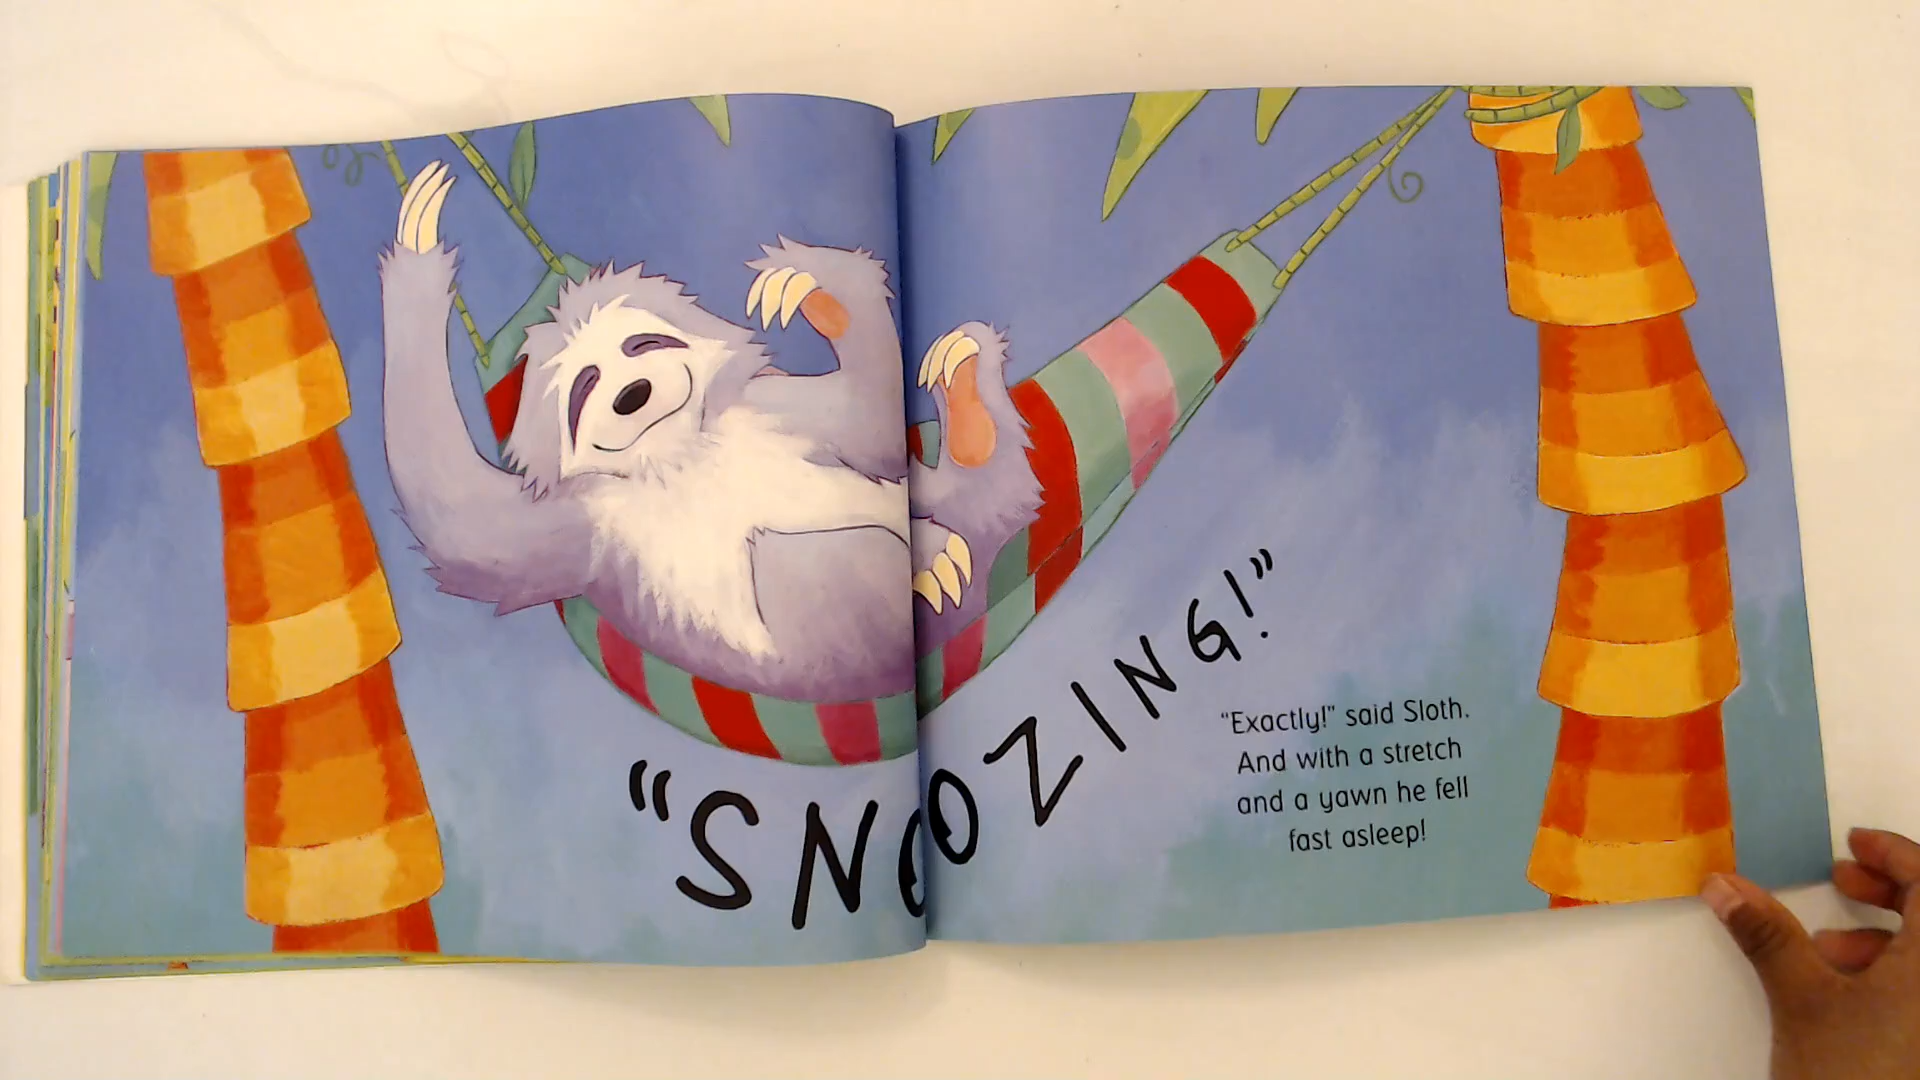 "SNOOZING!"
"Exactly!" said Sloth.
And with a stretch
and a yawn he fell
fast asleep!